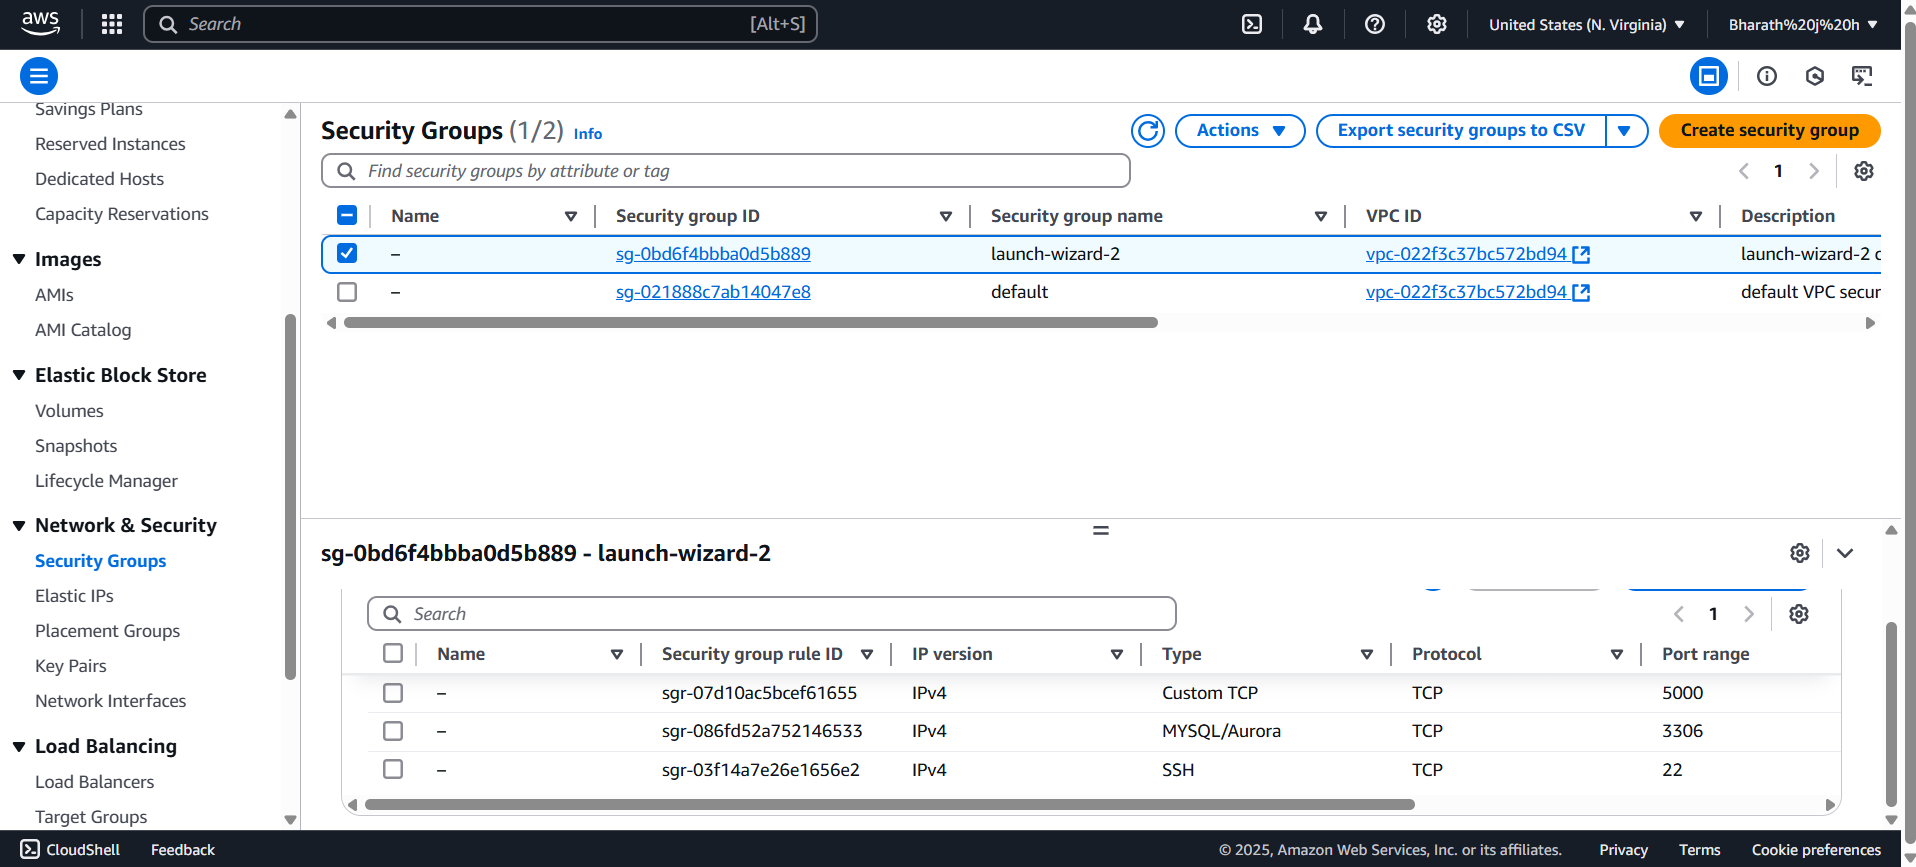 aws
Search [Alt+S]
United States (N. Virginia)
Bharath%20j%20h
Savings Plans
Reserved Instances
Dedicated Hosts
Capacity Reservations
Images
AMIs
AMI Catalog
Elastic Block Store
Volumes
Snapshots
Lifecycle Manager
Network & Security
Security Groups
Elastic IPs
Placement Groups
Key Pairs
Network Interfaces
Load Balancing
Load Balancers
Target Groups
Security Groups (1/2) Info
Actions
Export security groups to CSV
Create security group
Find security groups by attribute or tag
1
Name Security group ID Security group name VPC ID Description
– sg-0bd6f4bbba0d5b889 launch-wizard-2 vpc-022f3c37bc572bd94 launch-wizard-2 c
– sg-021888c7ab14047e8 default vpc-022f3c37bc572bd94 default VPC secur
sg-0bd6f4bbba0d5b889 - launch-wizard-2
Search
1
Name Security group rule ID IP version Type Protocol Port range
– sgr-07d10ac5bcef61655 IPv4 Custom TCP TCP 5000
– sgr-086fd52a752146533 IPv4 MYSQL/Aurora TCP 3306
– sgr-03f14a7e26e1656e2 IPv4 SSH TCP 22
CloudShell Feedback © 2025, Amazon Web Services, Inc. or its affiliates. Privacy Terms Cookie preferences